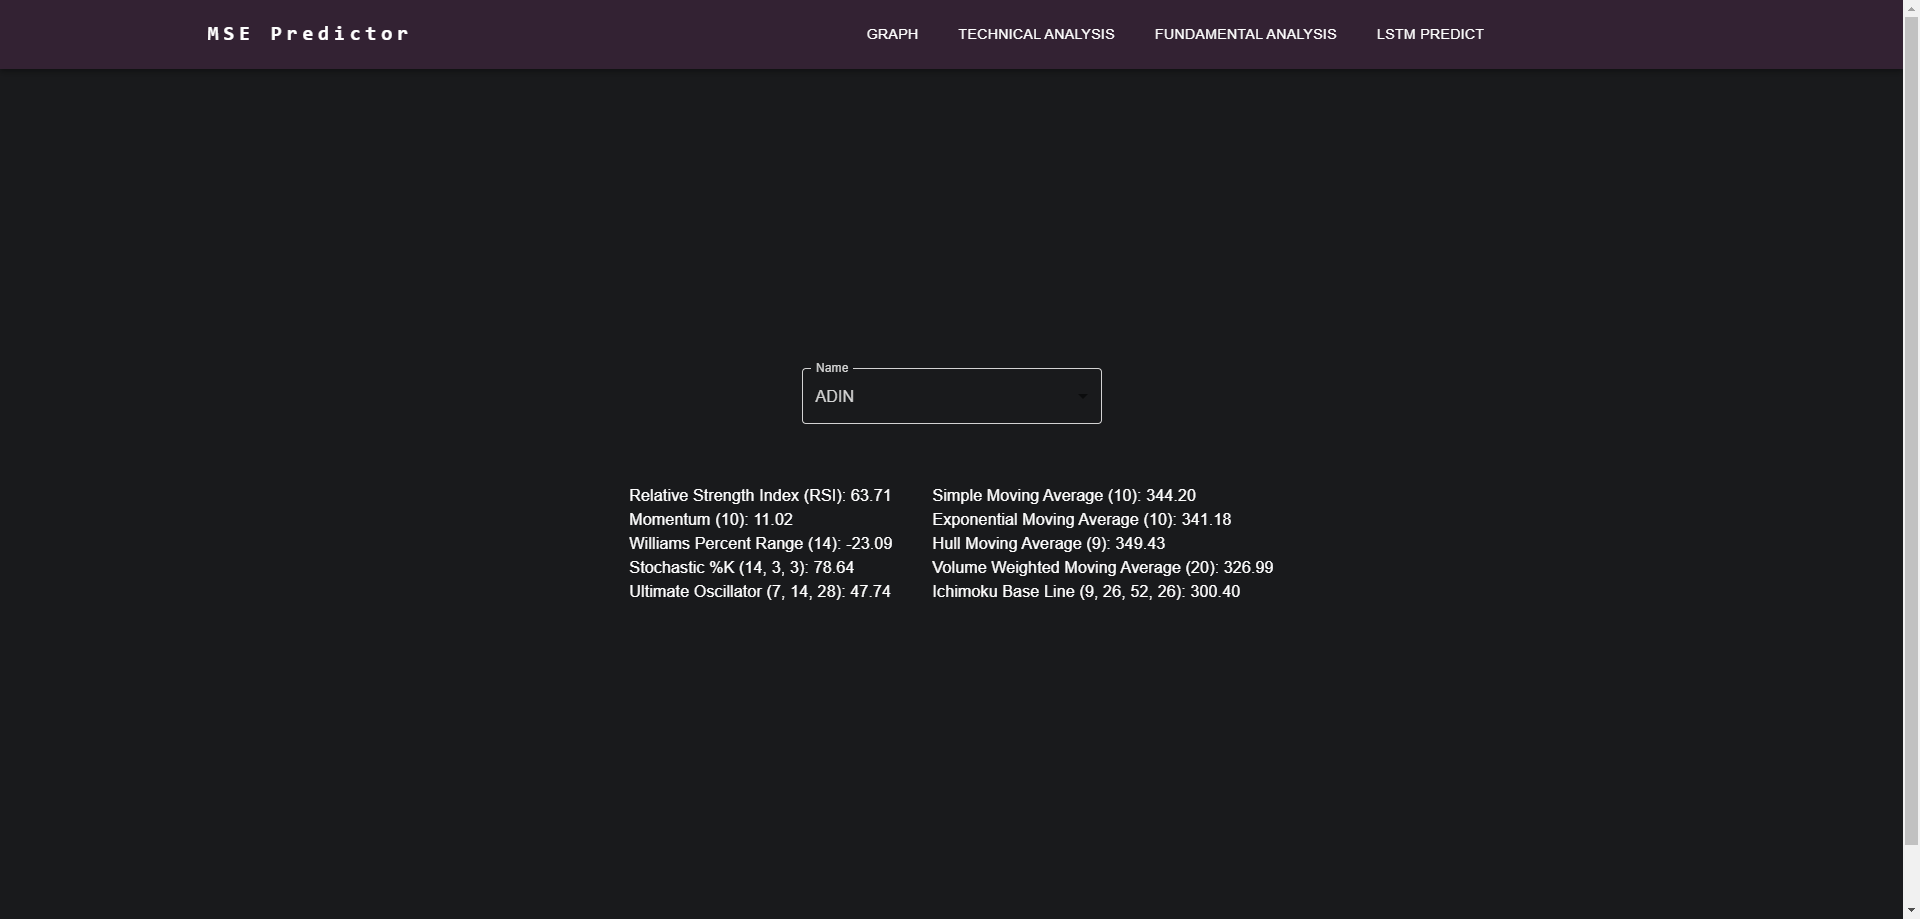 MSE Predictor
GRAPH
TECHNICAL ANALYSIS
FUNDAMENTAL ANALYSIS
LSTM PREDICT
Name
ADIN
Relative Strength Index (RSI): 63.71
Momentum (10): 11.02
Williams Percent Range (14): -23.09
Stochastic %K (14, 3, 3): 78.64
Ultimate Oscillator (7, 14, 28): 47.74
Simple Moving Average (10): 344.20
Exponential Moving Average (10): 341.18
Hull Moving Average (9): 349.43
Volume Weighted Moving Average (20): 326.99
Ichimoku Base Line (9, 26, 52, 26): 300.40